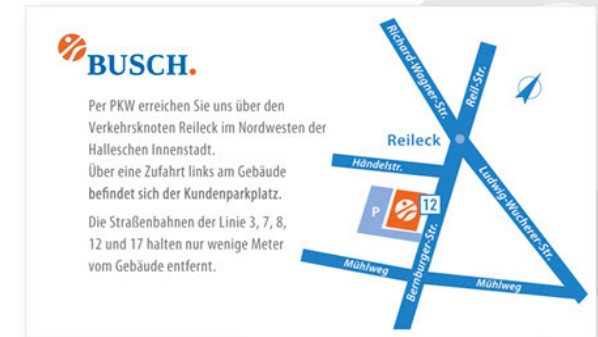 BUSCH.
Per PKW erreichen Sie uns über den
Verkehrsknoten Reileck im Nordwesten der
Halleschen Innenstadt.
Über eine Zufahrt links am Gebäude
befindet sich der Kundenparkplatz.
Die Straßenbahnen der Linie 3, 7, 8,
12 und 17 halten nur wenige Meter
vom Gebäude entfernt.
Richard-Wagner-Str.
Reil-Str.
Reileck
Händelstr.
Ludwig-Wucherer-Str.
P
12
Bernburger-Str.
Mühlweg
Mühlweg